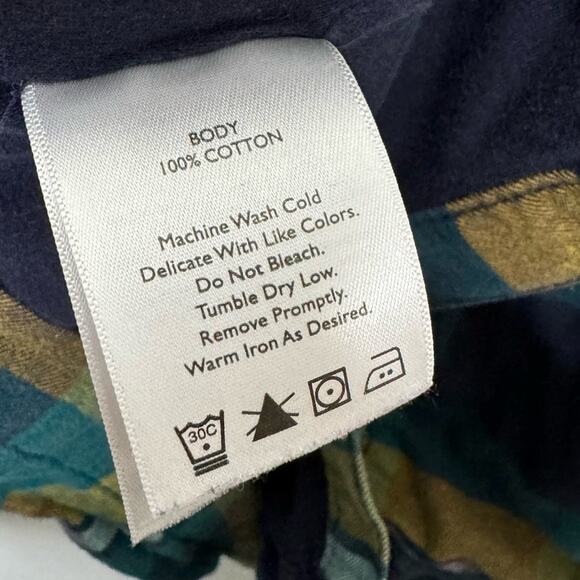 BODY
100% COTTON
Machine Wash Cold
Delicate With Like Colors.
Do Not Bleach.
Tumble Dry Low.
Remove Promptly.
Warm Iron As Desired.
30C